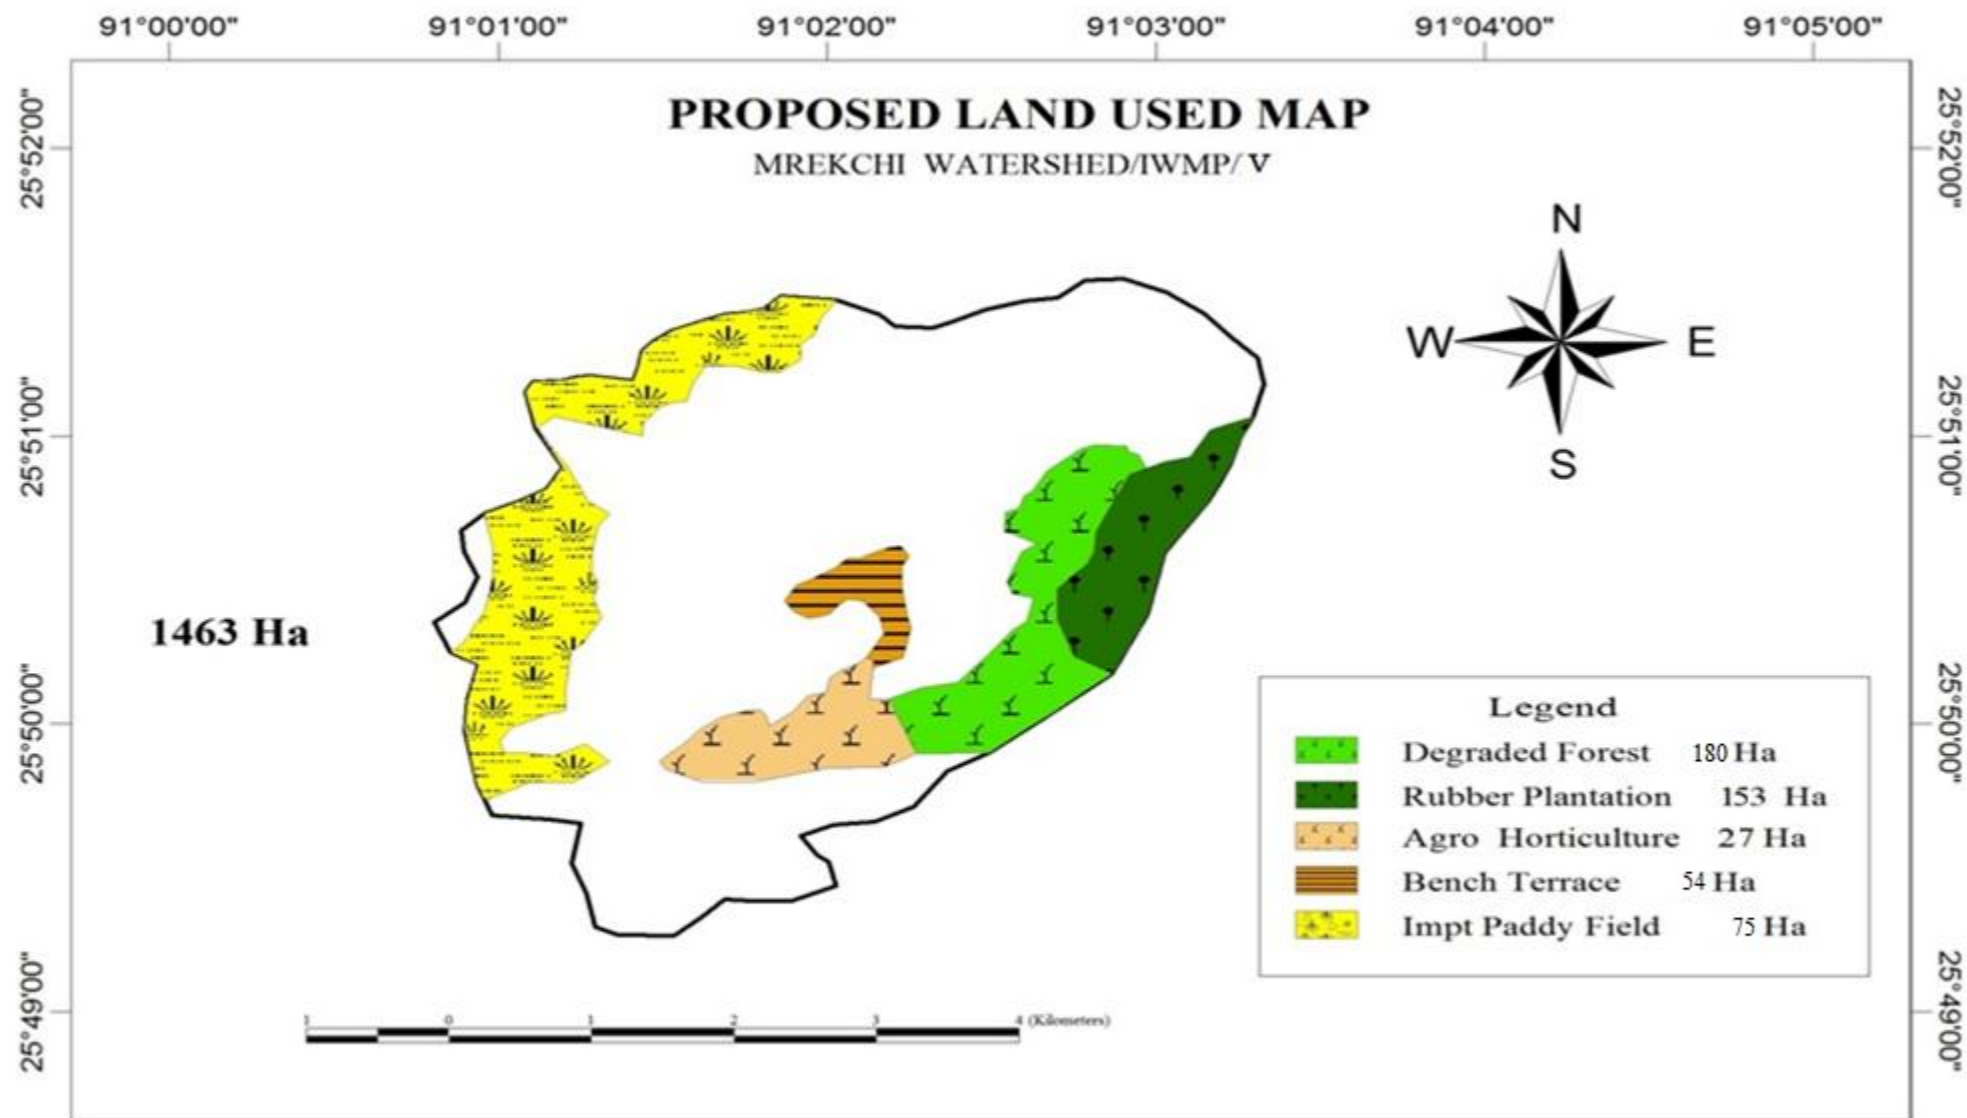 91°00'00" 91°01'00" 91°02'00" 91°03'00" 91°04'00" 91°05'00"
PROPOSED LAND USED MAP
MREKCHI WATERSHED/IWMP/ V
25°52'00" 25°52'00"
N
W E
S
25°51'00" 25°51'00"
1463 Ha
25°50'00" 25°50'00"
Legend
Degraded Forest 180 Ha
Rubber Plantation 153 Ha
Agro Horticulture 27 Ha
Bench Terrace 54 Ha
Impt Paddy Field 75 Ha
25°49'00" 25°49'00"
1 0 1 2 3 4 (Kilometers)